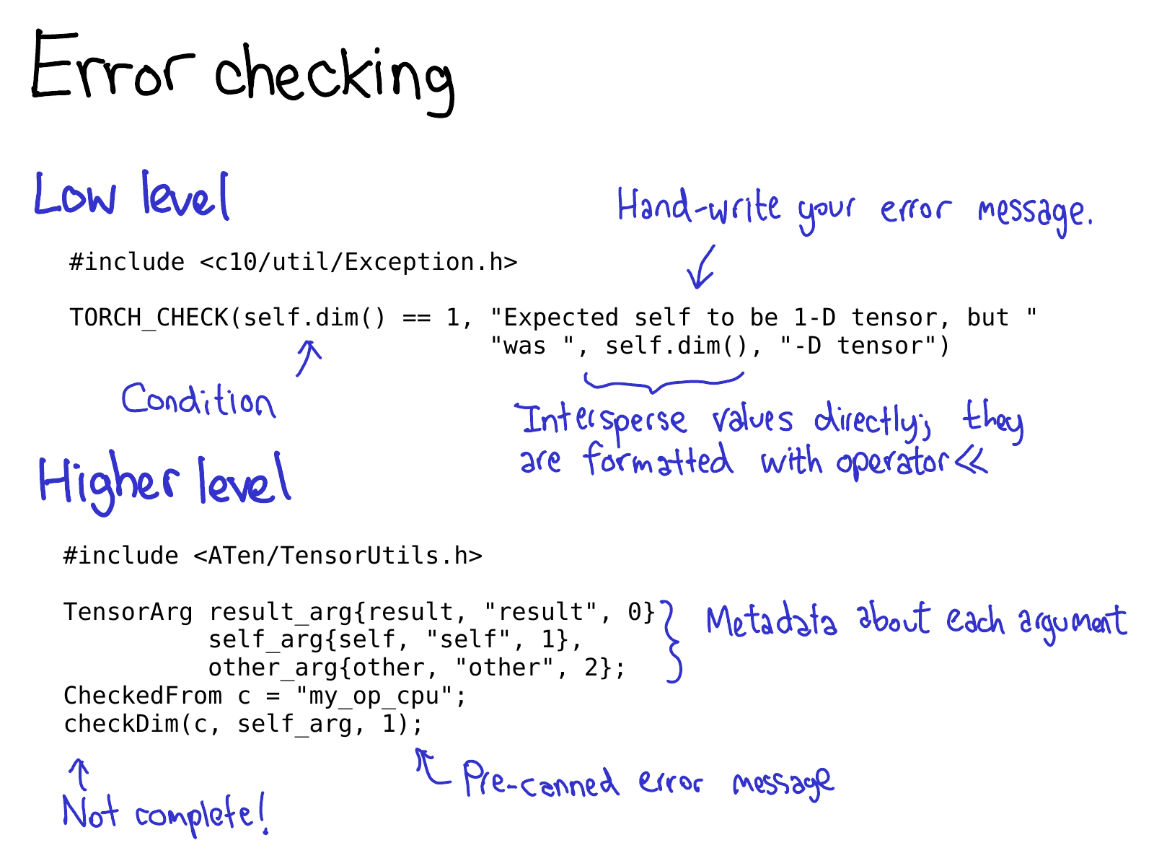 Error checking
Low level
Hand-write your error message.
#include <c10/util/Exception.h>
TORCH_CHECK(self.dim() == 1, "Expected self to be 1-D tensor, but "
"was ", self.dim(), "-D tensor")
Condition
Intersperse values directly; they
are formatted with operator<<
Higher level
#include <ATen/TensorUtils.h>
TensorArg result_arg{result, "result", 0}
self_arg{self, "self", 1},
other_arg{other, "other", 2};
Metadata about each argument
CheckedFrom c = "my_op_cpu";
checkDim(c, self_arg, 1);
Pre-canned error message
Not complete!